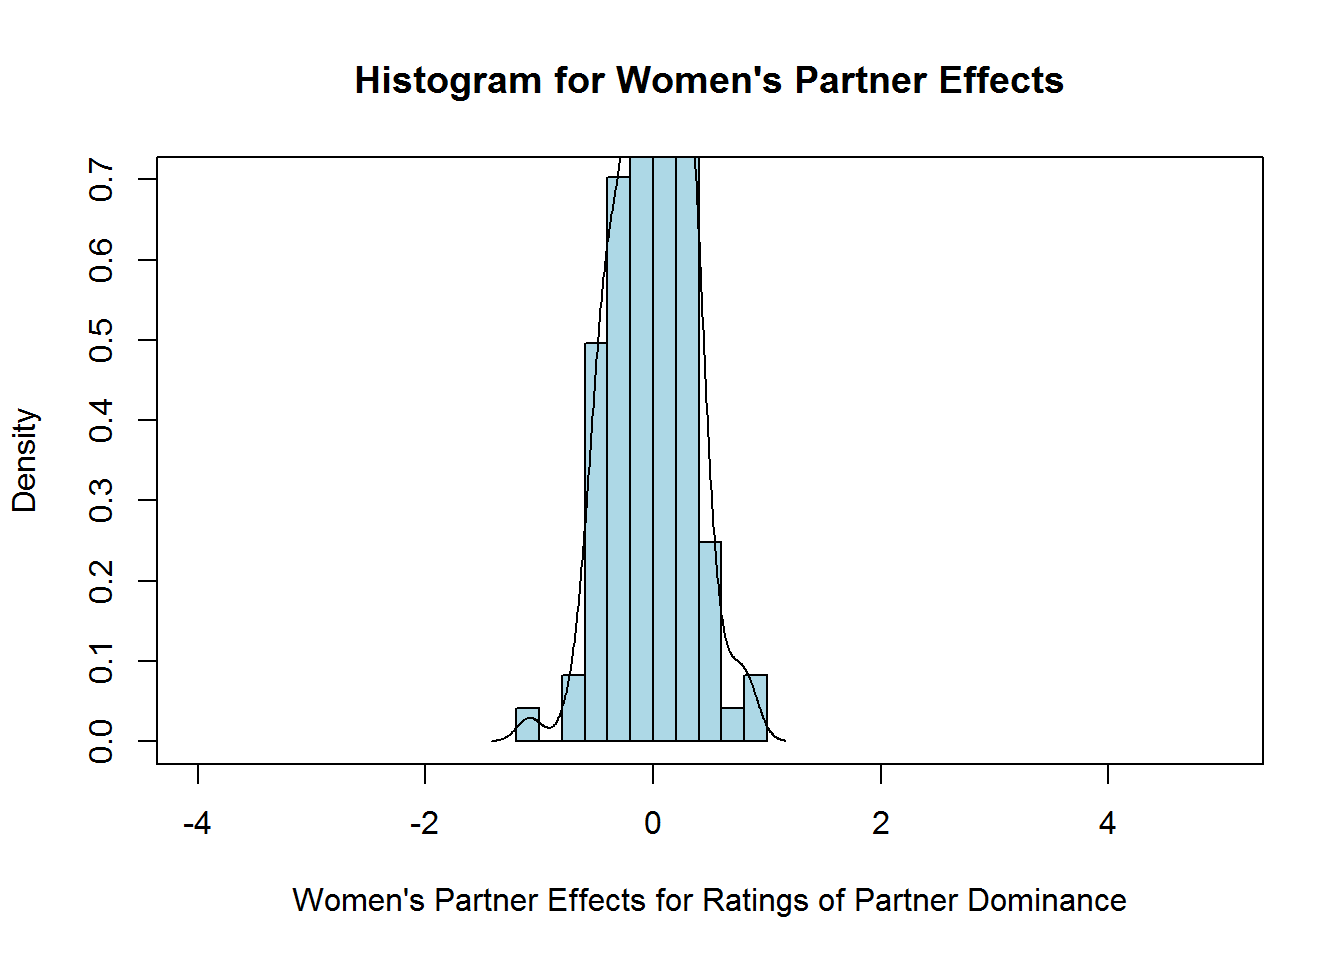 Histogram for Women's Partner Effects
0.7
0.6
0.5
0.4
0.3
0.2
0.1
0.0
Density
-4 -2 0 2 4
Women's Partner Effects for Ratings of Partner Dominance